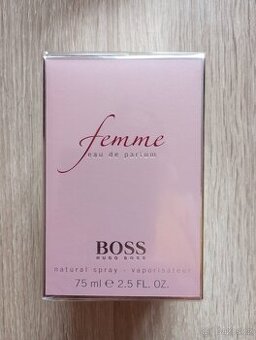 femme
eau de parfum
BOSS
HUGO BOSS
natural spray - vaporisateur
75 ml ℮ 2.5 FL. OZ.